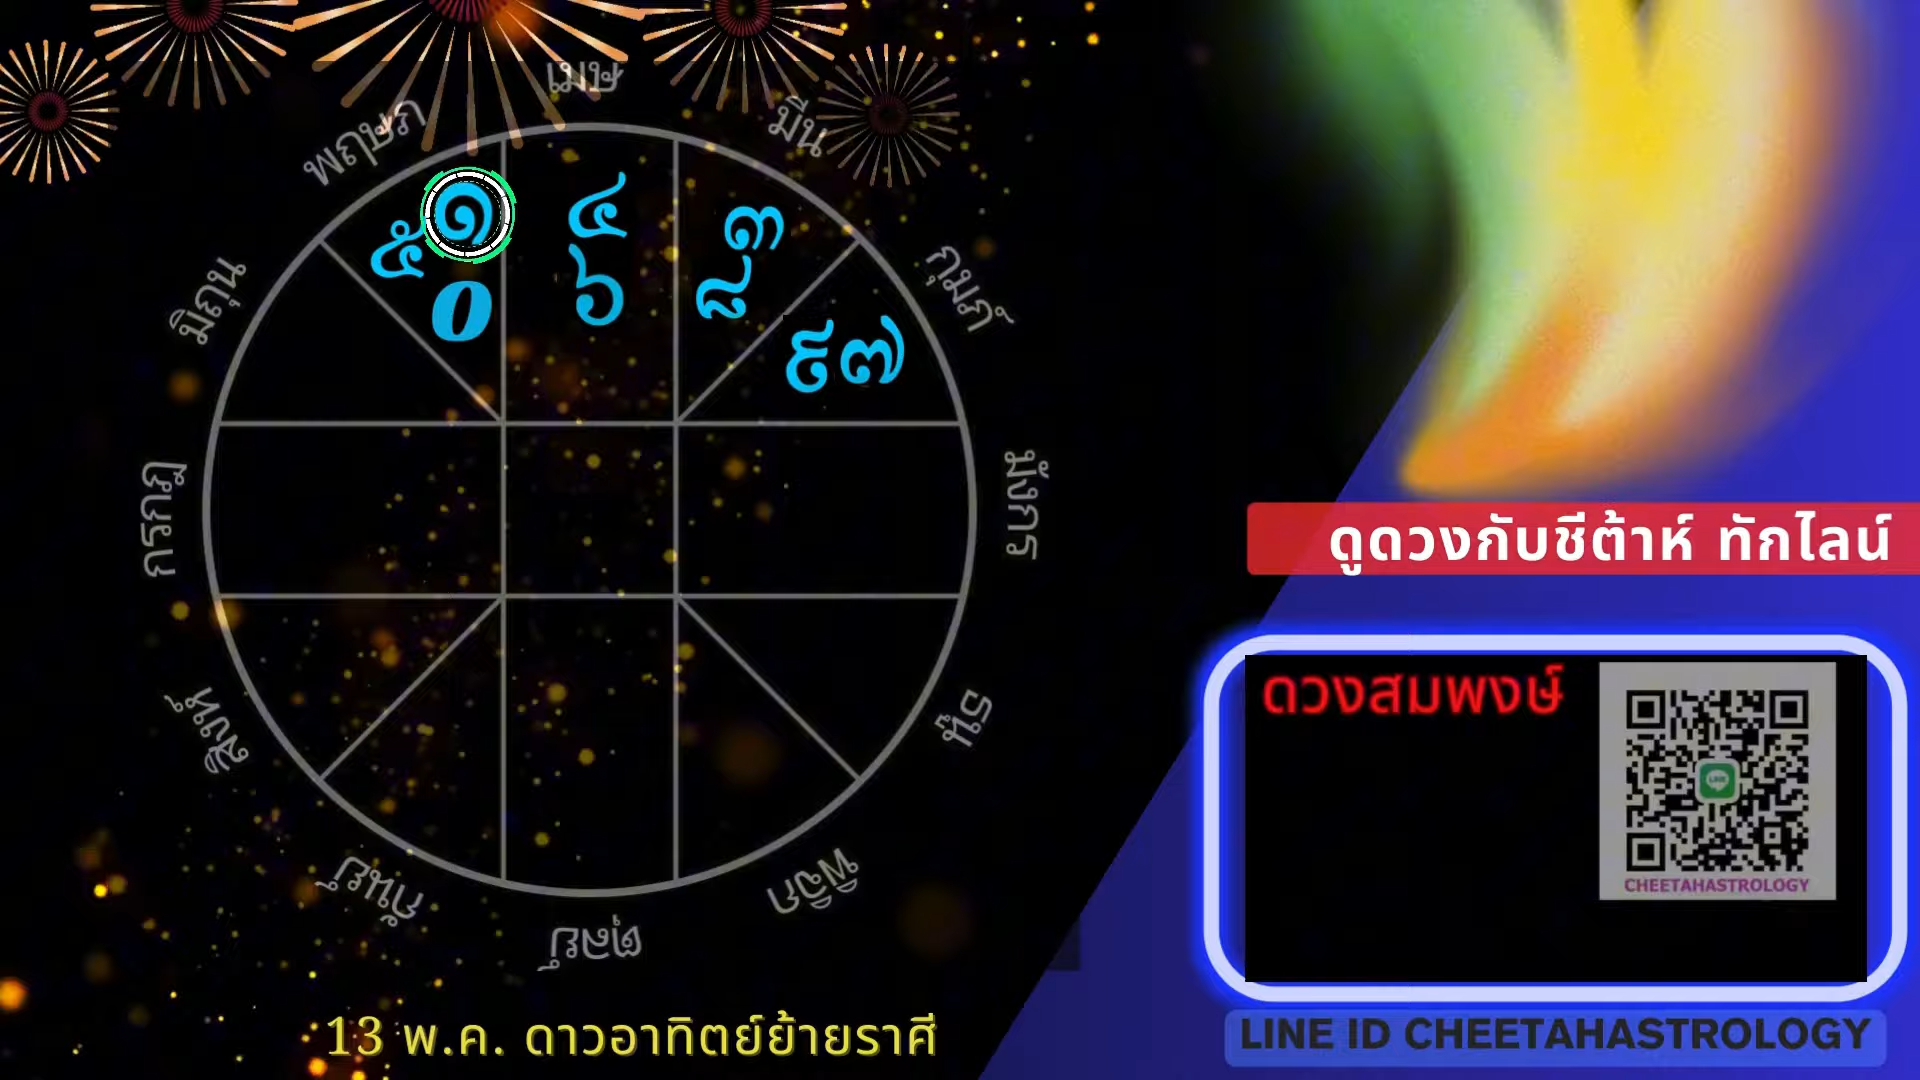 เมษ
พฤษภ
มีน
มิถุน
กุมภ์
๕ ๑
๐
๔
๖
๓
๘
๙ ๗
กรกฎ
มังกร
สิงห์
ธนู
กันย์
พิจิก
ตุลย์
13 พ.ค. ดาวอาทิตย์ย้ายราศี
ดูดวงกับชีต้าห์ ทักไลน์
ดวงสมพงษ์
LINE
CHEETAHASTROLOGY
LINE ID CHEETAHASTROLOGY